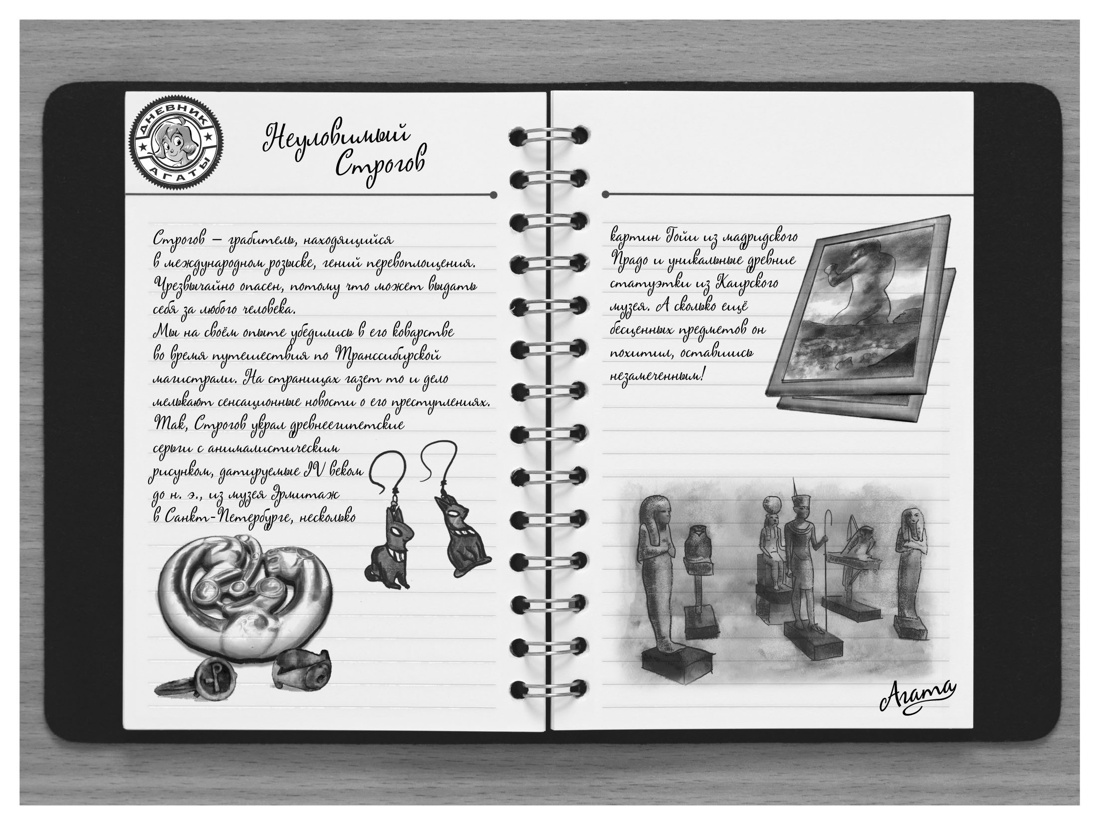 ДНЕВНИК
АГАТЫ
Неуловимый
Строгов
Строгов – грабитель, находящийся
в международном розыске, гений перевоплощения.
Чрезвычайно опасен, потому что может выдать
себя за любого человека.
Мы на своём опыте убедились в его коварстве
во время путешествия по Транссибирской
магистрали. На страницах газет то и дело
мелькают сенсационные новости о его преступлениях.
Так, Строгов украл древнеегипетские
серьги с анималистическим
рисунком, датируемые IV веком
до н. э., из музея Эрмитаж
в Санкт-Петербурге, несколько
картин Гойи из мадридского
Прадо и уникальные древние
статуэтки из Каирского
музея. А сколько ещё
бесценных предметов он
похитил, оставшись
незамеченным!
Агата